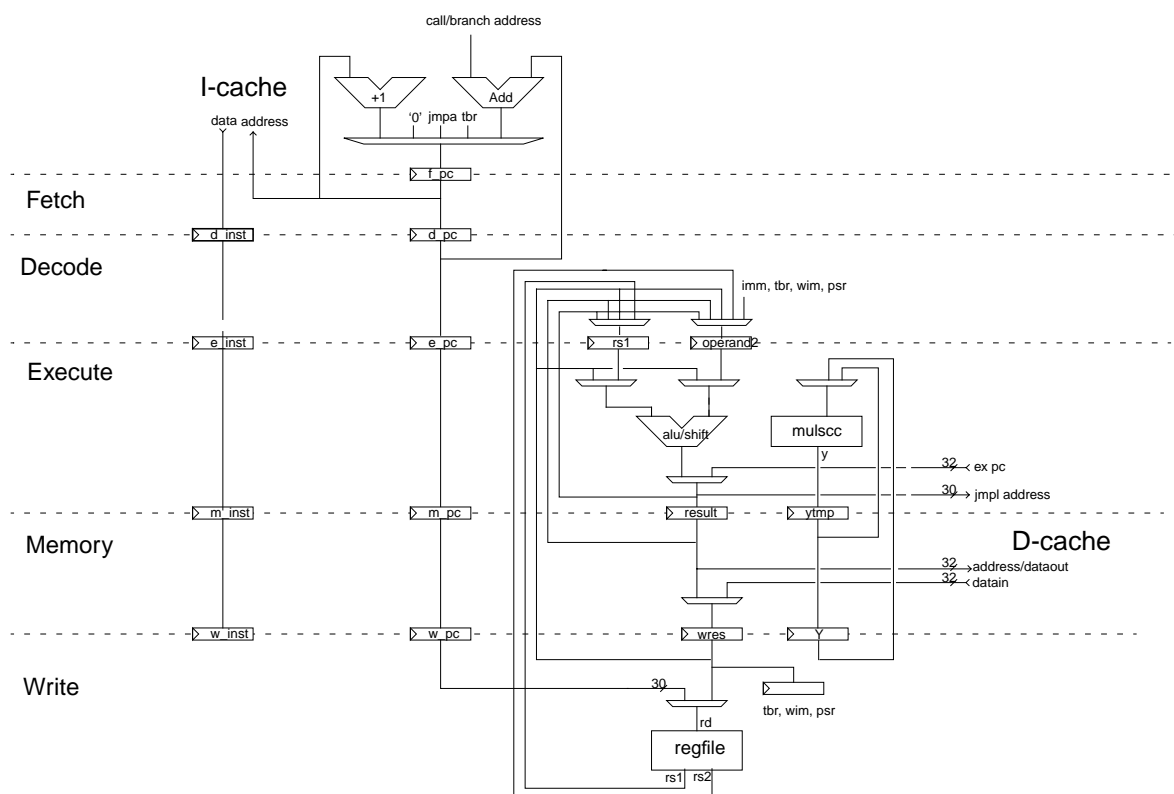 call/branch address
I-cache
+1
Add
data address
‘0’ jmpa tbr
f_pc
Fetch
d_inst
d_pc
Decode
imm, tbr, wim, psr
e_inst
e_pc
rs1
operand2
Execute
alu/shift
mulscc
y
32
ex pc
30
jmpl address
m_inst
m_pc
result
ytmp
Memory
D-cache
32
address/dataout
32
datain
w_inst
w_pc
wres
Y
Write
30
tbr, wim, psr
rd
regfile
rs1
rs2